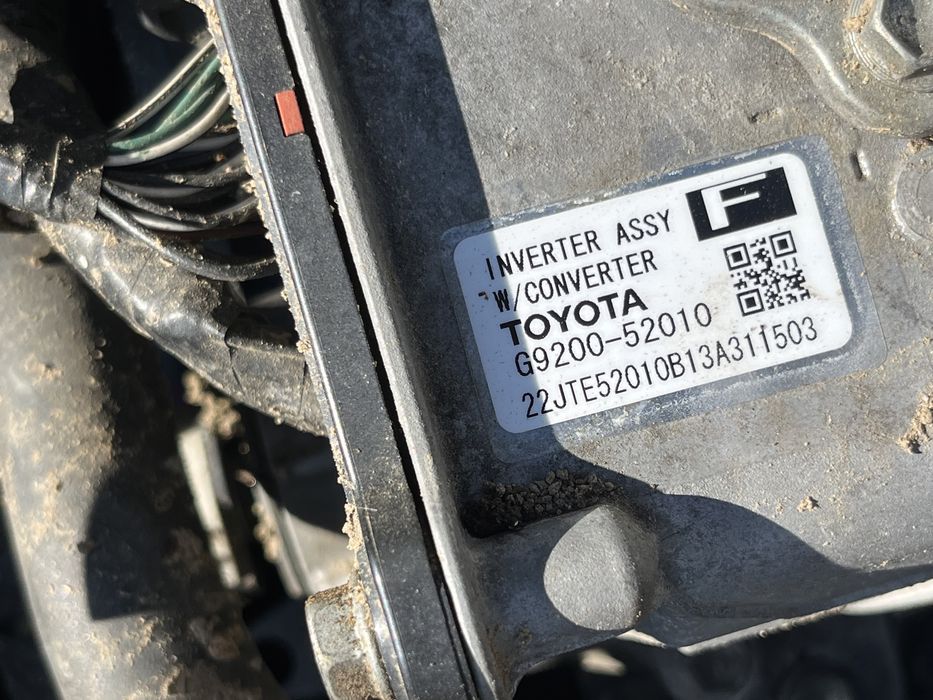 F
INVERTER ASSY
W/CONVERTER
TOYOTA
G9200-52010
22JTE52010B13A311503